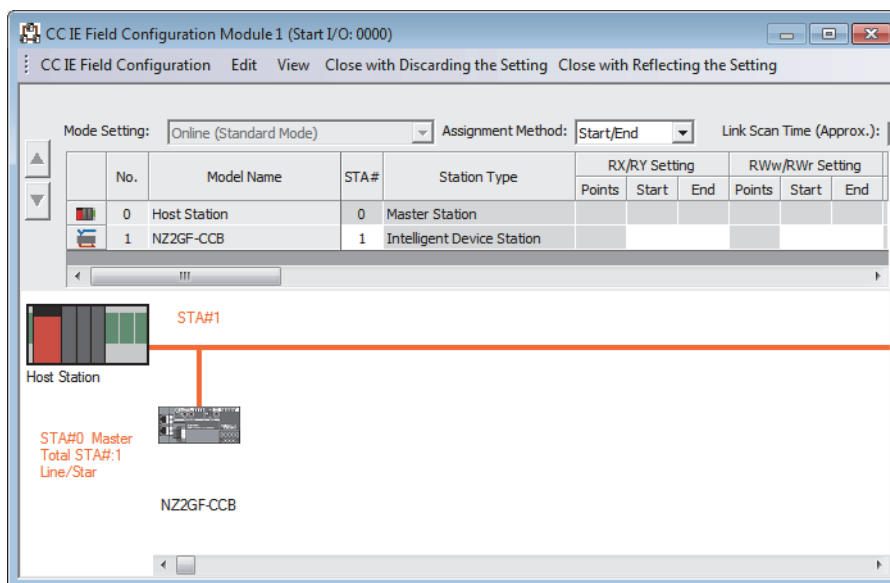 CC IE Field Configuration Module 1 (Start I/O: 0000)
CC IE Field Configuration Edit View Close with Discarding the Setting Close with Reflecting the Setting
Mode Setting: Online (Standard Mode) Assignment Method: Start/End Link Scan Time (Approx.):
No. Model Name STA# Station Type RX/RY Setting RWw/RWr Setting
Points Start End Points Start End
0 Host Station 0 Master Station
1 NZ2GF-CCB 1 Intelligent Device Station
STA#1
Host Station
STA#0 Master
Total STA#:1
Line/Star
NZ2GF-CCB